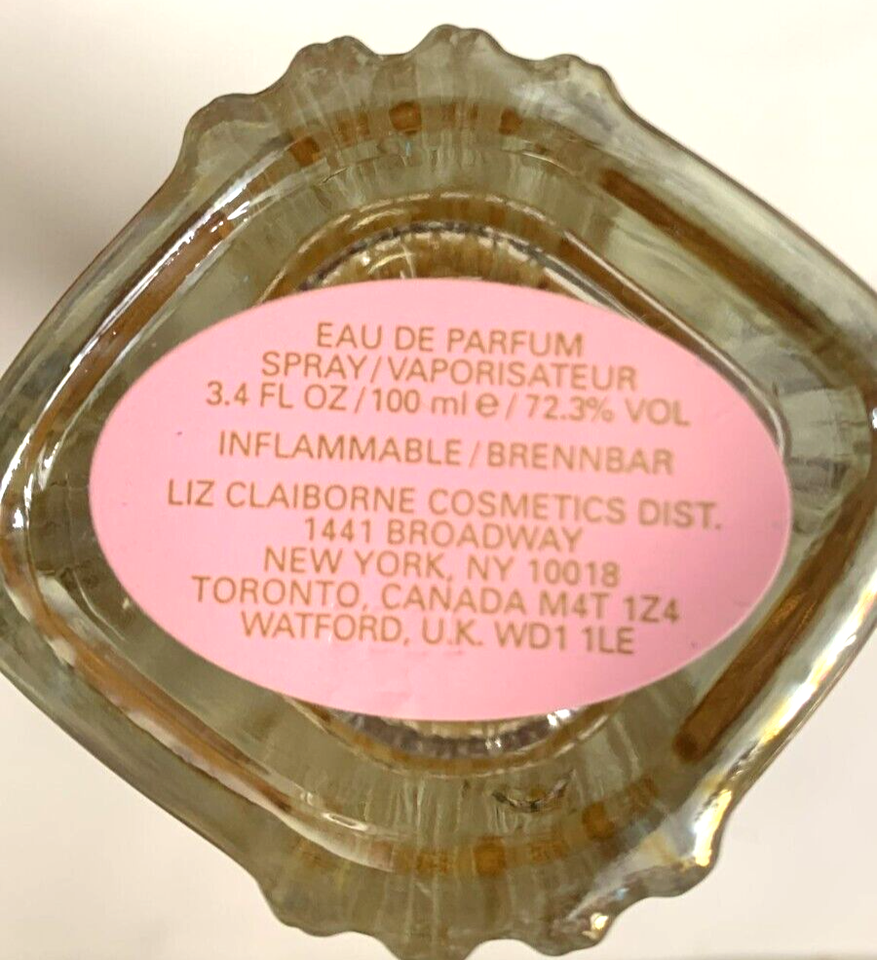 EAU DE PARFUM
SPRAY/VAPORISATEUR
3.4 FL OZ/100 ml ℮/72.3% VOL
INFLAMMABLE/BRENNBAR
LIZ CLAIBORNE COSMETICS DIST.
1441 BROADWAY
NEW YORK, NY 10018
TORONTO, CANADA M4T 1Z4
WATFORD, U.K. WD1 1LE